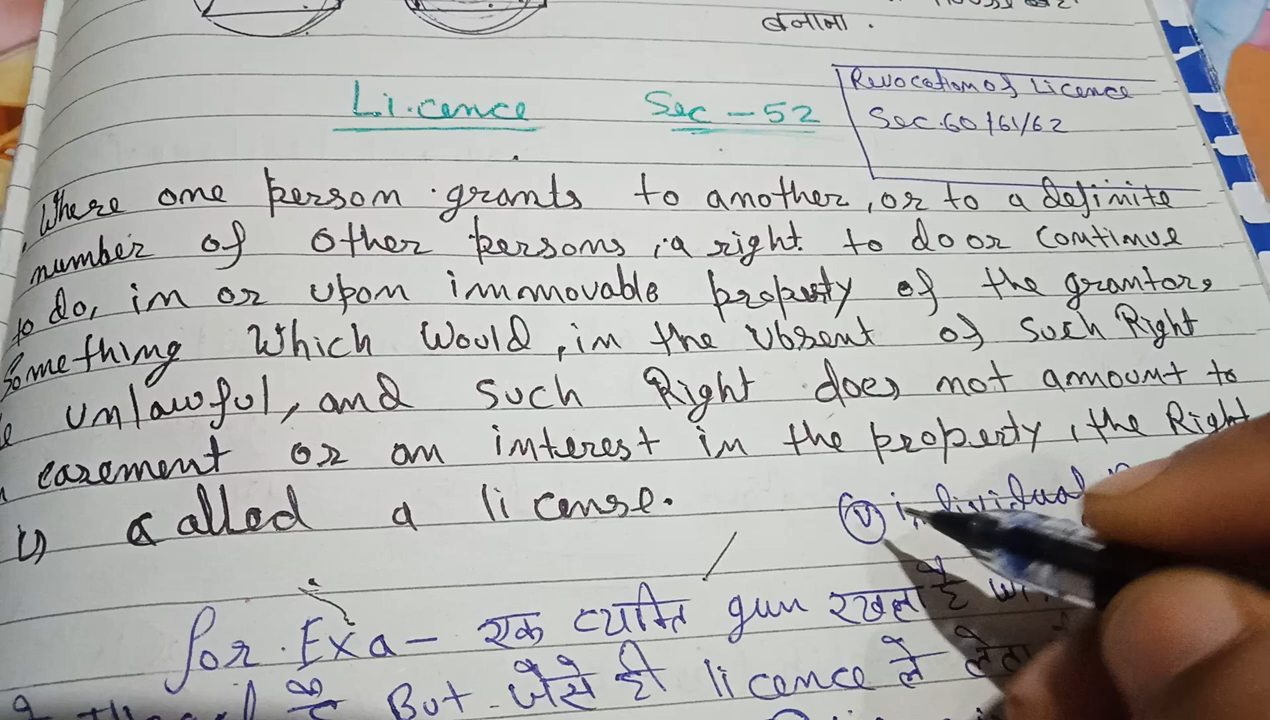 बनाना.
Li.cence Sec - 52
Revocation of Licence
Sec.60/61/62
Where one person grants to another, or to a definite
number of other persons, a right to do or continue
to do, in or upon immovable property of the grantor,
Something Which Would, in the Absent of Such Right
unlawful, and Such Right does not amount to
easement or an interest in the property, the Right
is called a license.
(v) individual
for. Exa - एक व्यक्ति gun रखता है
But जैसे ही licence ले लेता